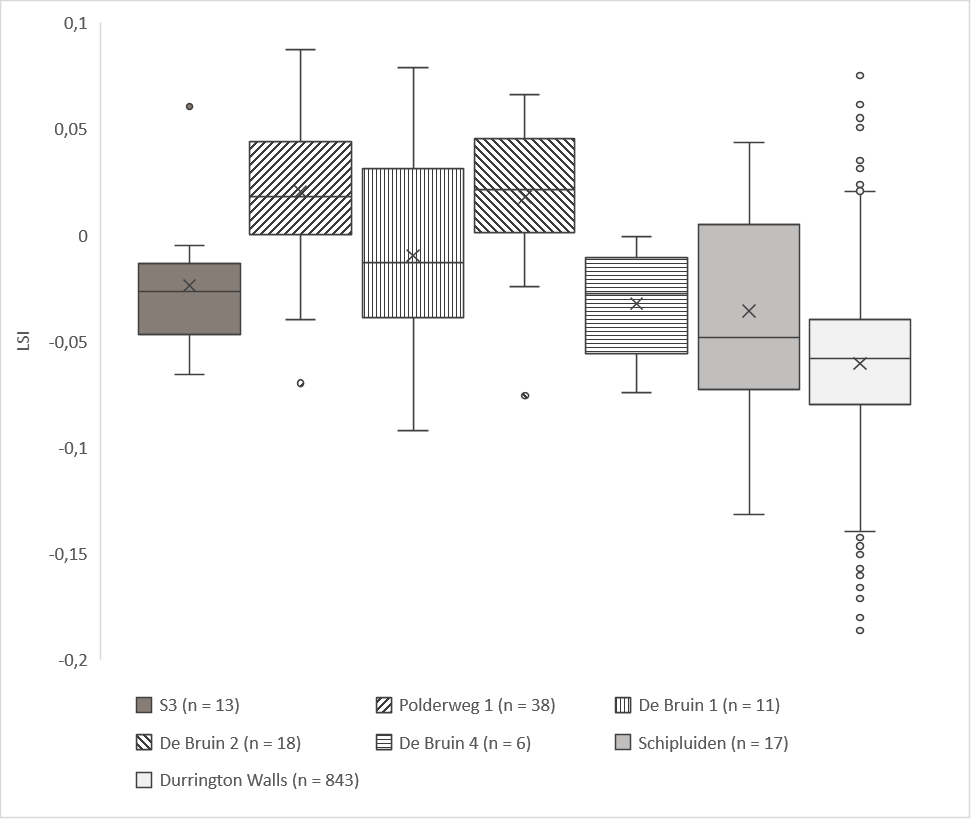 0,1
0,05
0
-0,05
-0,1
-0,15
-0,2
LSI
S3 (n = 13)
Polderweg 1 (n = 38)
De Bruin 1 (n = 11)
De Bruin 2 (n = 18)
De Bruin 4 (n = 6)
Schipluiden (n = 17)
Durrington Walls (n = 843)